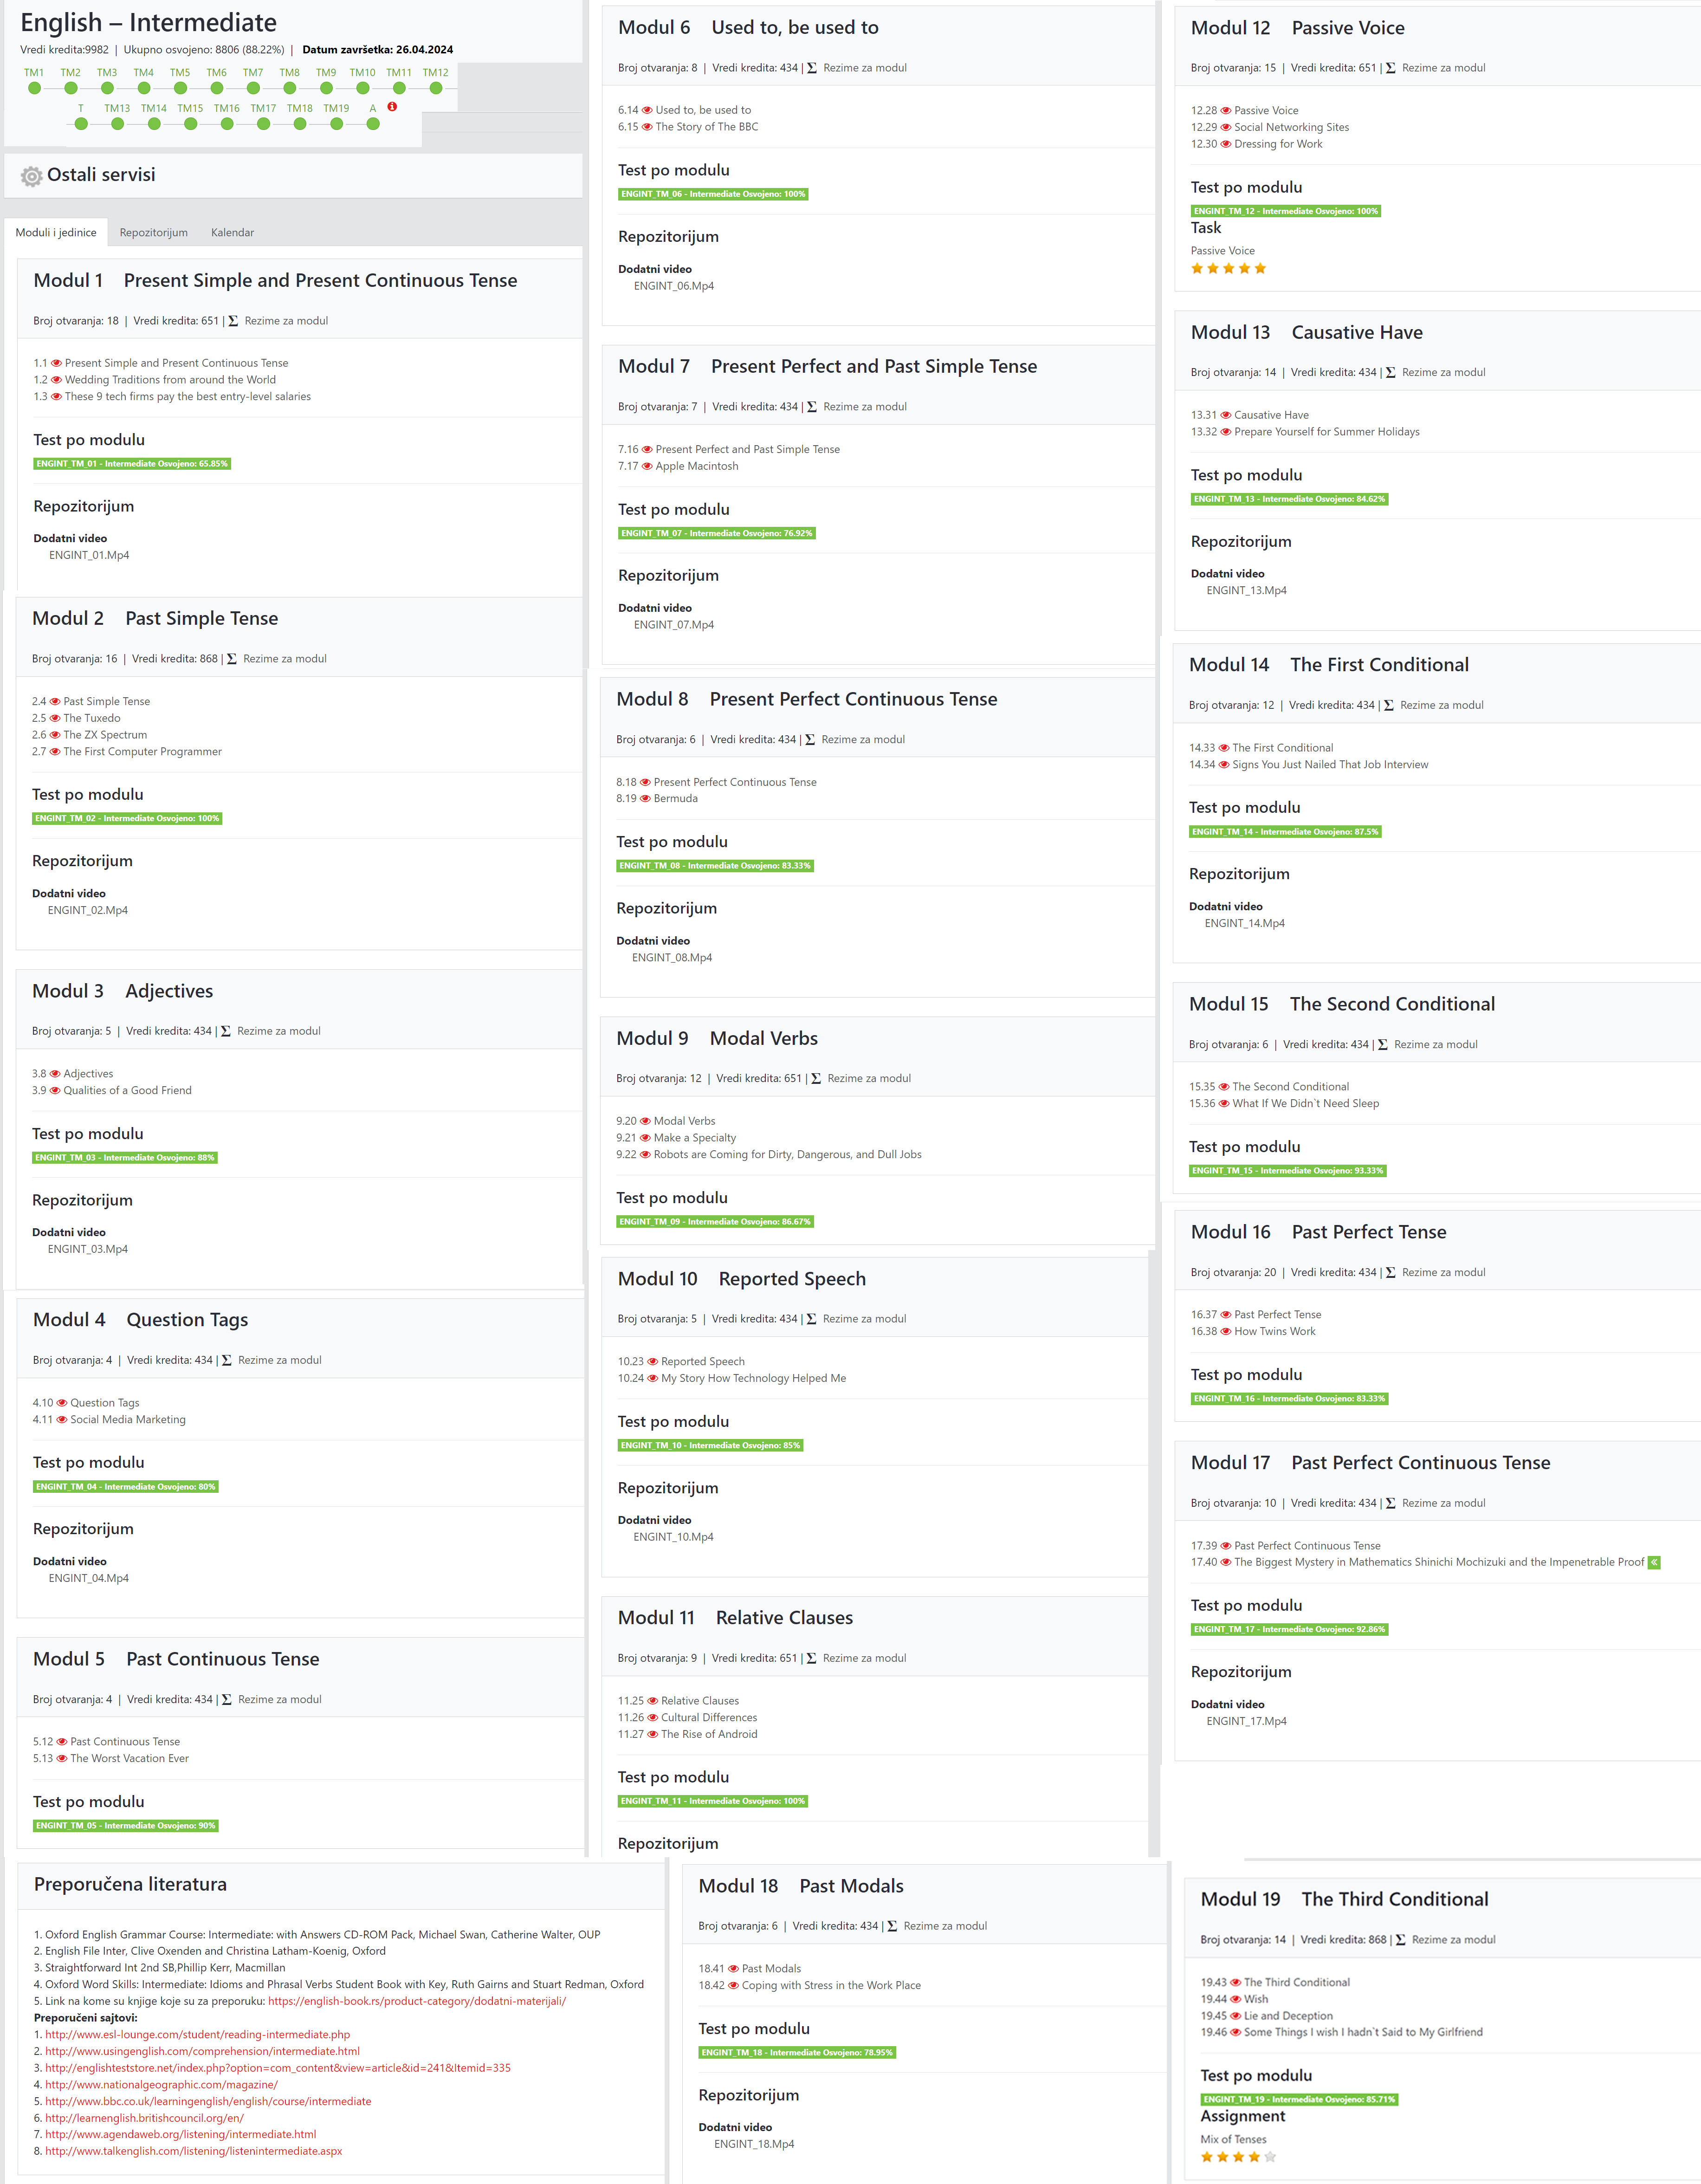 English – Intermediate
Vredi kredita:9982 | Ukupno osvojeno: 8806 (88.22%) | Datum završetka: 26.04.2024
TM1 TM2 TM3 TM4 TM5 TM6 TM7 TM8 TM9 TM10 TM11 TM12
T TM13 TM14 TM15 TM16 TM17 TM18 TM19 A
Ostali servisi
Moduli i jedinice Repozitorijum Kalendar
Modul 1 Present Simple and Present Continuous Tense
Broj otvaranja: 18 | Vredi kredita: 651 | Σ Rezime za modul
1.1 Present Simple and Present Continuous Tense
1.2 Wedding Traditions from around the World
1.3 These 9 tech firms pay the best entry-level salaries
Test po modulu
ENGINT_TM_01 - Intermediate Osvojeno: 65.85%
Repozitorijum
Dodatni video
ENGINT_01.Mp4
Modul 2 Past Simple Tense
Broj otvaranja: 16 | Vredi kredita: 868 | Σ Rezime za modul
2.4 Past Simple Tense
2.5 The Tuxedo
2.6 The ZX Spectrum
2.7 The First Computer Programmer
Test po modulu
ENGINT_TM_02 - Intermediate Osvojeno: 100%
Repozitorijum
Dodatni video
ENGINT_02.Mp4
Modul 3 Adjectives
Broj otvaranja: 5 | Vredi kredita: 434 | Σ Rezime za modul
3.8 Adjectives
3.9 Qualities of a Good Friend
Test po modulu
ENGINT_TM_03 - Intermediate Osvojeno: 88%
Repozitorijum
Dodatni video
ENGINT_03.Mp4
Modul 4 Question Tags
Broj otvaranja: 4 | Vredi kredita: 434 | Σ Rezime za modul
4.10 Question Tags
4.11 Social Media Marketing
Test po modulu
ENGINT_TM_04 - Intermediate Osvojeno: 80%
Repozitorijum
Dodatni video
ENGINT_04.Mp4
Modul 5 Past Continuous Tense
Broj otvaranja: 4 | Vredi kredita: 434 | Σ Rezime za modul
5.12 Past Continuous Tense
5.13 The Worst Vacation Ever
Test po modulu
ENGINT_TM_05 - Intermediate Osvojeno: 90%
Modul 6 Used to, be used to
Broj otvaranja: 8 | Vredi kredita: 434 | Σ Rezime za modul
6.14 Used to, be used to
6.15 The Story of The BBC
Test po modulu
ENGINT_TM_06 - Intermediate Osvojeno: 100%
Repozitorijum
Dodatni video
ENGINT_06.Mp4
Modul 7 Present Perfect and Past Simple Tense
Broj otvaranja: 7 | Vredi kredita: 434 | Σ Rezime za modul
7.16 Present Perfect and Past Simple Tense
7.17 Apple Macintosh
Test po modulu
ENGINT_TM_07 - Intermediate Osvojeno: 76.92%
Repozitorijum
Dodatni video
ENGINT_07.Mp4
Modul 8 Present Perfect Continuous Tense
Broj otvaranja: 6 | Vredi kredita: 434 | Σ Rezime za modul
8.18 Present Perfect Continuous Tense
8.19 Bermuda
Test po modulu
ENGINT_TM_08 - Intermediate Osvojeno: 83.33%
Repozitorijum
Dodatni video
ENGINT_08.Mp4
Modul 9 Modal Verbs
Broj otvaranja: 12 | Vredi kredita: 651 | Σ Rezime za modul
9.20 Modal Verbs
9.21 Make a Specialty
9.22 Robots are Coming for Dirty, Dangerous, and Dull Jobs
Test po modulu
ENGINT_TM_09 - Intermediate Osvojeno: 86.67%
Modul 10 Reported Speech
Broj otvaranja: 5 | Vredi kredita: 434 | Σ Rezime za modul
10.23 Reported Speech
10.24 My Story How Technology Helped Me
Test po modulu
ENGINT_TM_10 - Intermediate Osvojeno: 85%
Repozitorijum
Dodatni video
ENGINT_10.Mp4
Modul 11 Relative Clauses
Broj otvaranja: 9 | Vredi kredita: 651 | Σ Rezime za modul
11.25 Relative Clauses
11.26 Cultural Differences
11.27 The Rise of Android
Test po modulu
ENGINT_TM_11 - Intermediate Osvojeno: 100%
Repozitorijum
Modul 12 Passive Voice
Broj otvaranja: 15 | Vredi kredita: 651 | Σ Rezime za modul
12.28 Passive Voice
12.29 Social Networking Sites
12.30 Dressing for Work
Test po modulu
ENGINT_TM_12 - Intermediate Osvojeno: 100%
Task
Passive Voice
Modul 13 Causative Have
Broj otvaranja: 14 | Vredi kredita: 434 | Σ Rezime za modul
13.31 Causative Have
13.32 Prepare Yourself for Summer Holidays
Test po modulu
ENGINT_TM_13 - Intermediate Osvojeno: 84.62%
Repozitorijum
Dodatni video
ENGINT_13.Mp4
Modul 14 The First Conditional
Broj otvaranja: 12 | Vredi kredita: 434 | Σ Rezime za modul
14.33 The First Conditional
14.34 Signs You Just Nailed That Job Interview
Test po modulu
ENGINT_TM_14 - Intermediate Osvojeno: 87.5%
Repozitorijum
Dodatni video
ENGINT_14.Mp4
Modul 15 The Second Conditional
Broj otvaranja: 6 | Vredi kredita: 434 | Σ Rezime za modul
15.35 The Second Conditional
15.36 What If We Didn`t Need Sleep
Test po modulu
ENGINT_TM_15 - Intermediate Osvojeno: 93.33%
Modul 16 Past Perfect Tense
Broj otvaranja: 20 | Vredi kredita: 434 | Σ Rezime za modul
16.37 Past Perfect Tense
16.38 How Twins Work
Test po modulu
ENGINT_TM_16 - Intermediate Osvojeno: 83.33%
Modul 17 Past Perfect Continuous Tense
Broj otvaranja: 10 | Vredi kredita: 434 | Σ Rezime za modul
17.39 Past Perfect Continuous Tense
17.40 The Biggest Mystery in Mathematics Shinichi Mochizuki and the Impenetrable Proof «
Test po modulu
ENGINT_TM_17 - Intermediate Osvojeno: 92.86%
Repozitorijum
Dodatni video
ENGINT_17.Mp4
Preporučena literatura
1. Oxford English Grammar Course: Intermediate: with Answers CD-ROM Pack, Michael Swan, Catherine Walter, OUP
2. English File Inter, Clive Oxenden and Christina Latham-Koenig, Oxford
3. Straightforward Int 2nd SB,Phillip Kerr, Macmillan
4. Oxford Word Skills: Intermediate: Idioms and Phrasal Verbs Student Book with Key, Ruth Gairns and Stuart Redman, Oxford
5. Link na kome su knjige koje su za preporuku: https://english-book.rs/product-category/dodatni-materijali/
Preporučeni sajtovi:
1. http://www.esl-lounge.com/student/reading-intermediate.php
2. http://www.usingenglish.com/comprehension/intermediate.html
3. http://englishteststore.net/index.php?option=com_content&view=article&id=241&Itemid=335
4. http://www.nationalgeographic.com/magazine/
5. http://www.bbc.co.uk/learningenglish/english/course/intermediate
6. http://learnenglish.britishcouncil.org/en/
7. http://www.agendaweb.org/listening/intermediate.html
8. http://www.talkenglish.com/listening/listenintermediate.aspx
Modul 18 Past Modals
Broj otvaranja: 6 | Vredi kredita: 434 | Σ Rezime za modul
18.41 Past Modals
18.42 Coping with Stress in the Work Place
Test po modulu
ENGINT_TM_18 - Intermediate Osvojeno: 78.95%
Repozitorijum
Dodatni video
ENGINT_18.Mp4
Modul 19 The Third Conditional
Broj otvaranja: 14 | Vredi kredita: 868 | Σ Rezime za modul
19.43 The Third Conditional
19.44 Wish
19.45 Lie and Deception
19.46 Some Things I wish I hadn`t Said to My Girlfriend
Test po modulu
ENGINT_TM_19 - Intermediate Osvojeno: 85.71%
Assignment
Mix of Tenses